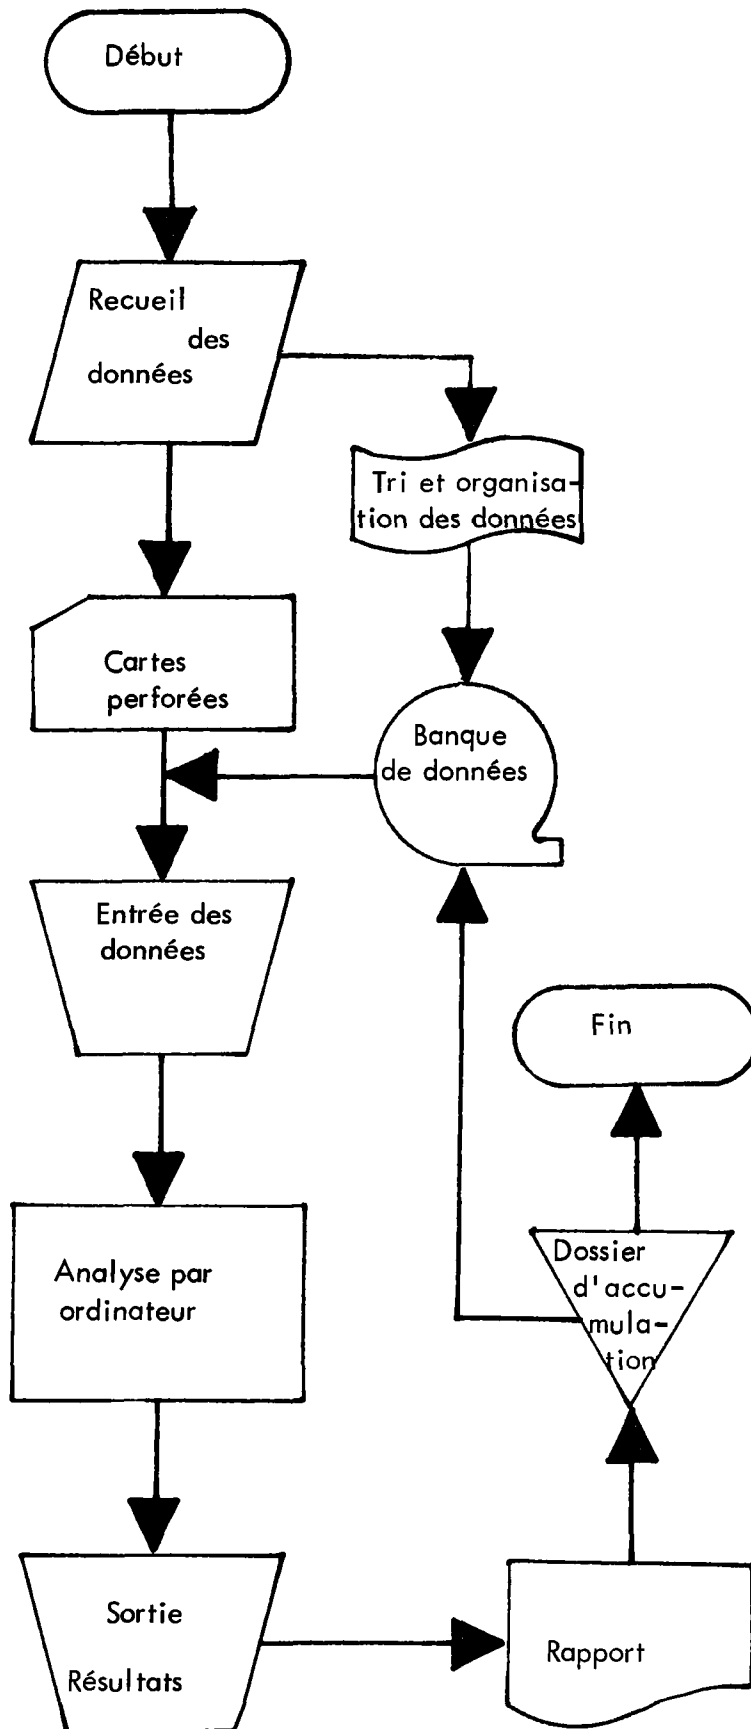 Début
Recueil
des
données
Tri et organisa-
tion des données
Cartes
perforées
Banque
de données
Entrée des
données
Fin
Analyse par
ordinateur
Dossier
d'accu-
mula-
tion
Sortie
Résultats
Rapport